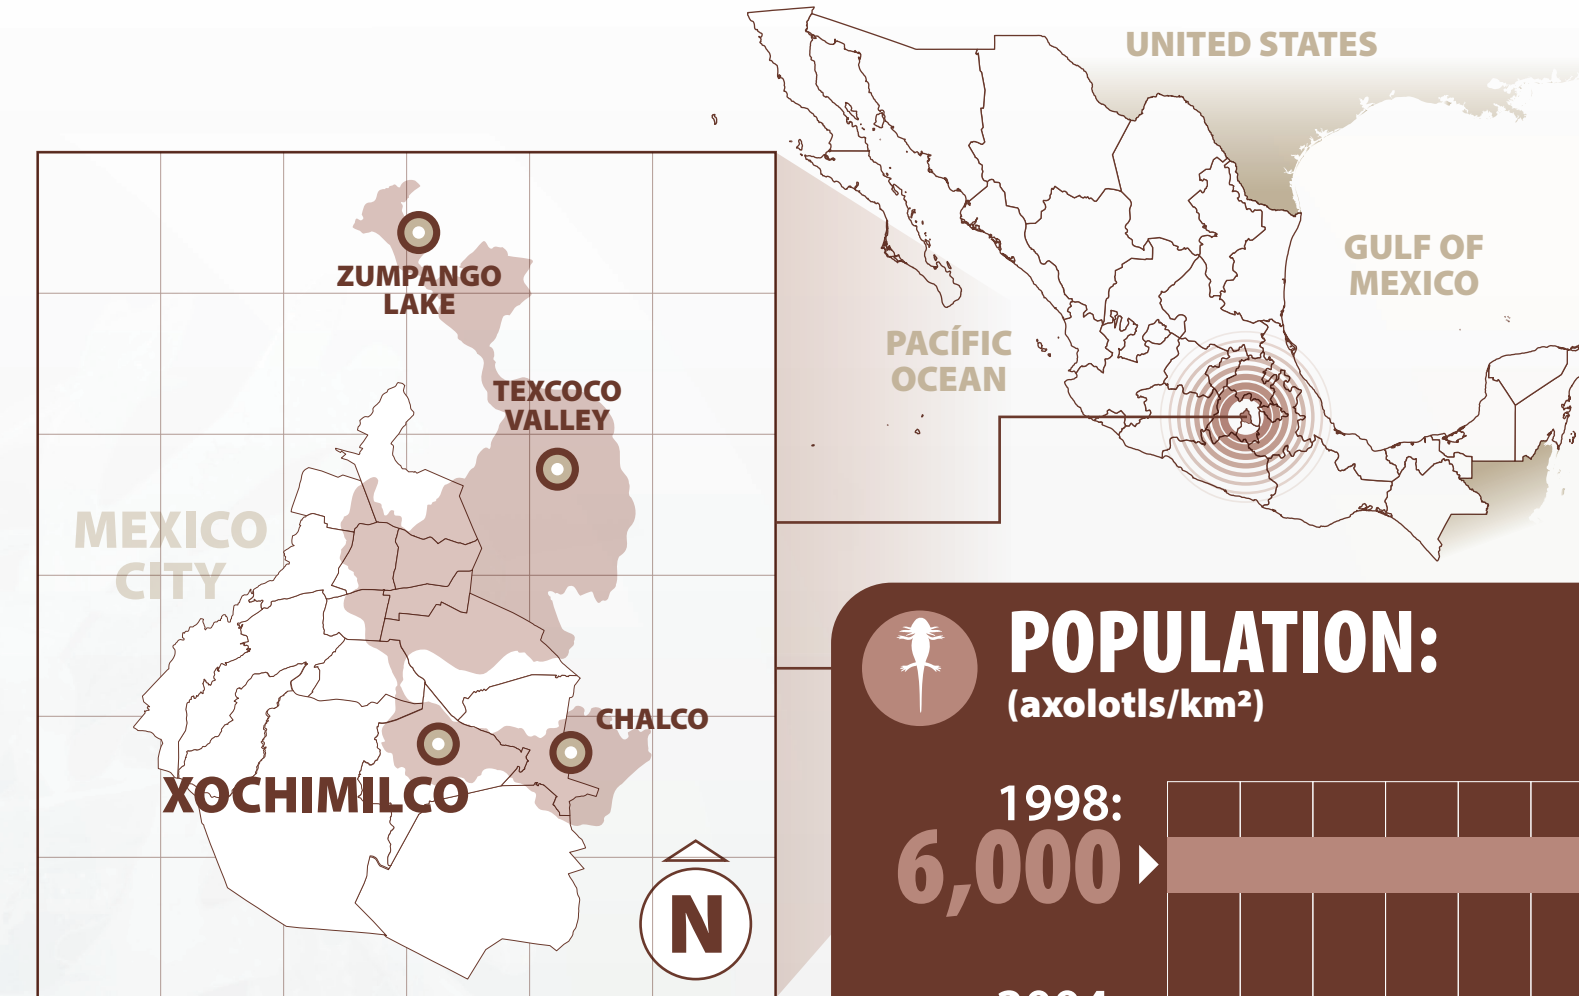 UNITED STATES
GULF OF
MEXICO
PACÍFIC
OCEAN
ZUMPANGO
LAKE
TEXCOCO
VALLEY
MEXICO
CITY
CHALCO
XOCHIMILCO
N
POPULATION:
(axolotls/km²)
1998:
6,000